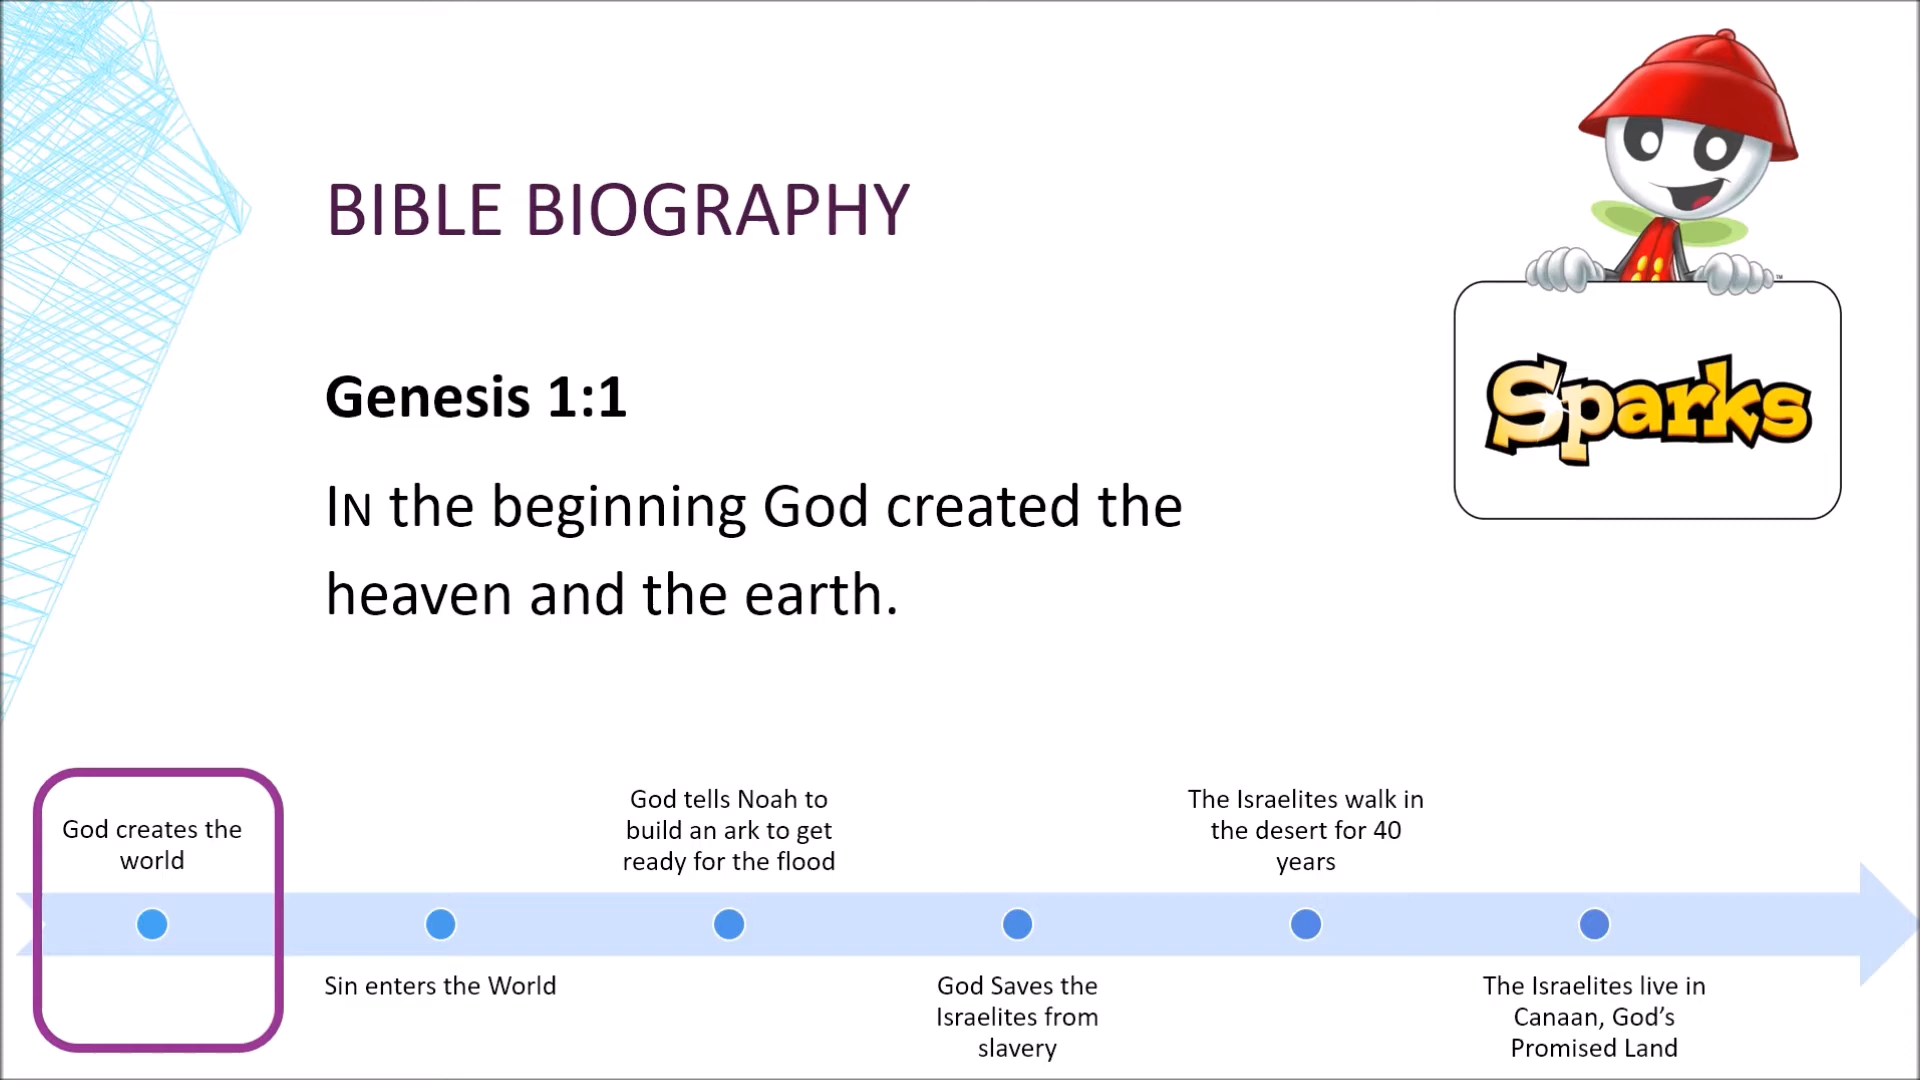 BIBLE BIOGRAPHY
Genesis 1:1
IN the beginning God created the
heaven and the earth.
™
Sparks
God creates the
world
Sin enters the World
God tells Noah to
build an ark to get
ready for the flood
God Saves the
Israelites from
slavery
The Israelites walk in
the desert for 40
years
The Israelites live in
Canaan, God’s
Promised Land